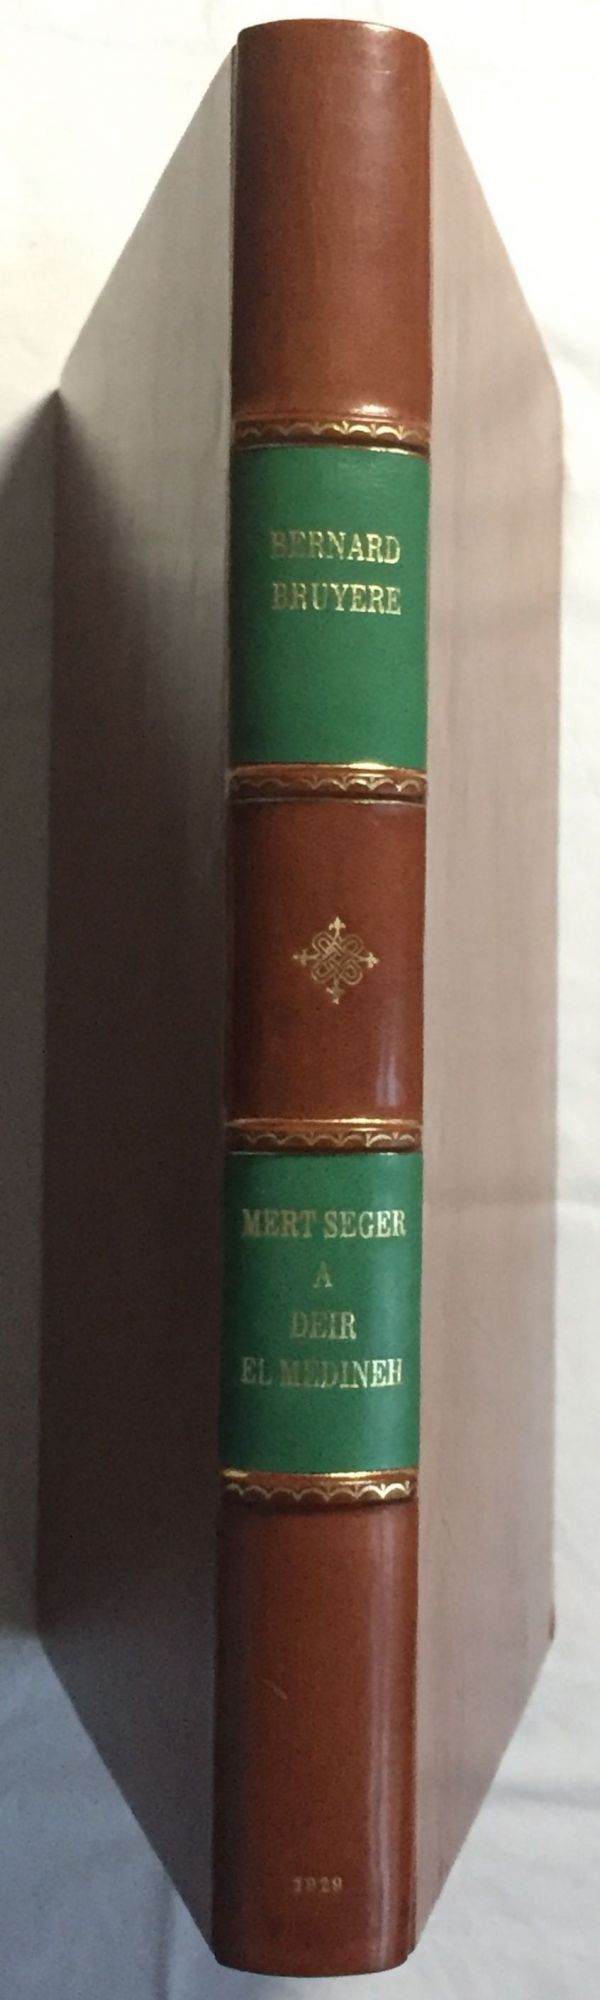 BERNARD
BRUYERE
MERT SEGER
A
DEIR
EL MEDINEH
1929